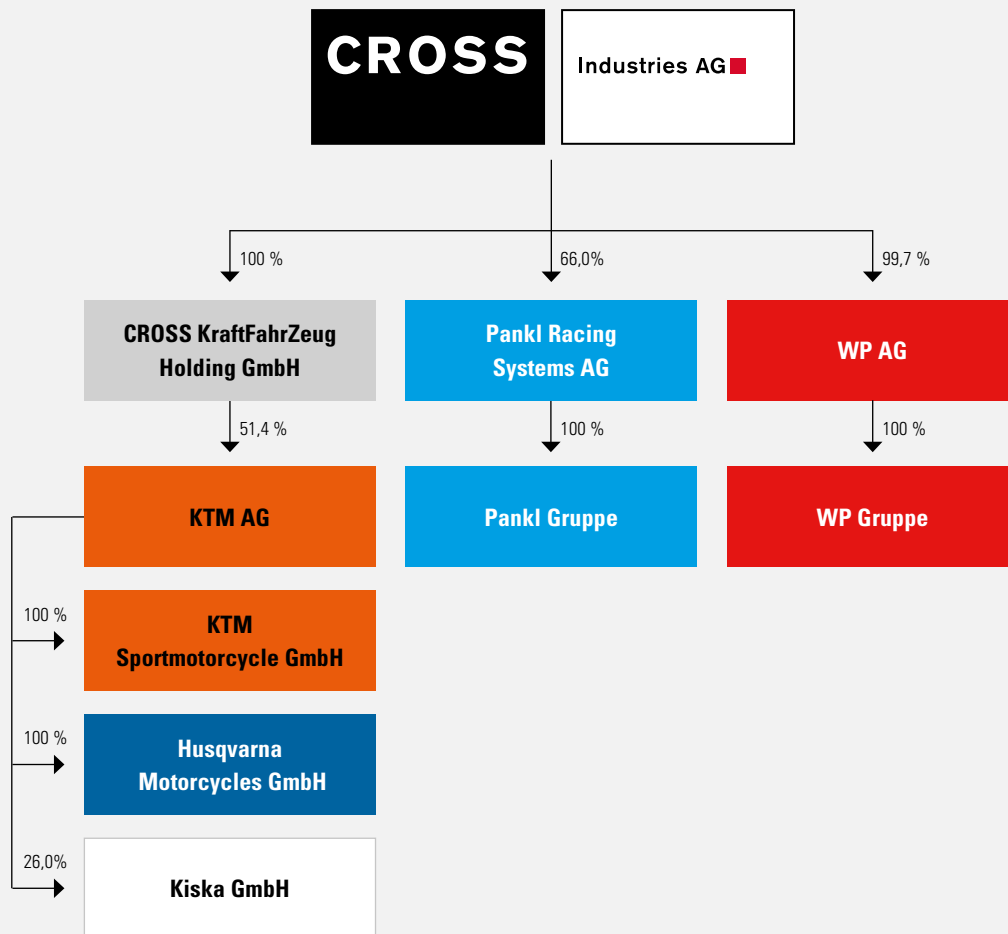 CROSS
Industries AG
100 %
66,0%
99,7 %
CROSS KraftFahrZeug
Holding GmbH
Pankl Racing
Systems AG
WP AG
51,4 %
100 %
100 %
KTM AG
Pankl Gruppe
WP Gruppe
100 %
KTM
Sportmotorcycle GmbH
100 %
Husqvarna
Motorcycles GmbH
26,0%
Kiska GmbH